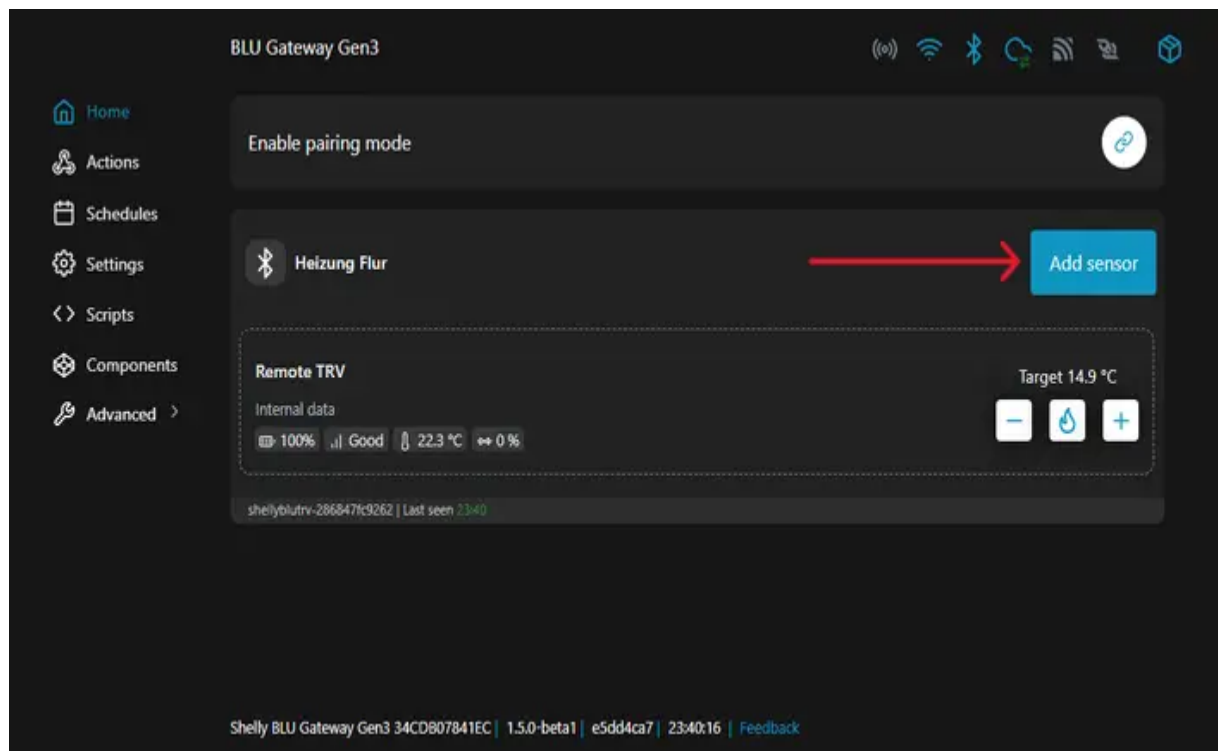 BLU Gateway Gen3
Home
Actions
Schedules
Settings
Scripts
Components
Advanced
Enable pairing mode
Heizung Flur
Add sensor
Remote TRV
Internal data
100% Good 22.3 °C 0 %
Target 14.9 °C
shellyblutrv-286847fc9262 | Last seen 23:40
Shelly BLU Gateway Gen3 34CDB07841EC | 1.5.0-beta1 | e5dd4ca7 | 23:40:16 | Feedback